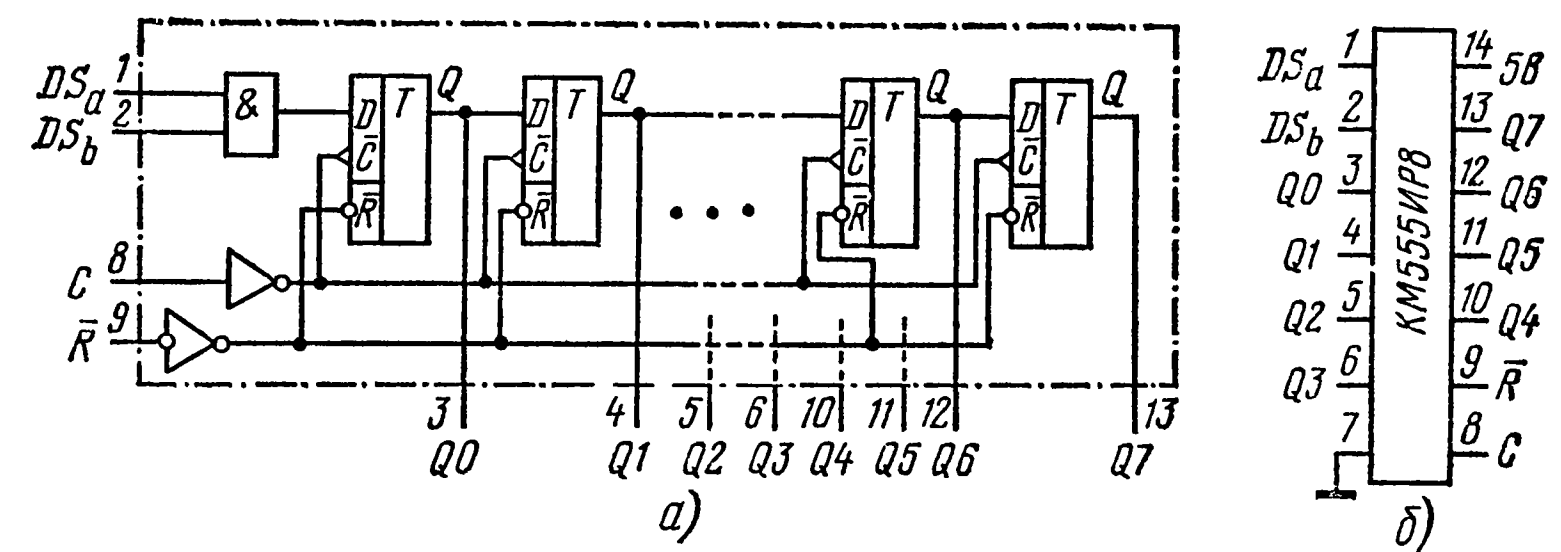 DSa 1
DSb 2
&
D T Q
C̄
R̄
D T Q
C̄
R̄
D T Q
C̄
R̄
D T Q
C̄
R̄
C 8
R̄ 9
3 4 5 6 10 11 12 13
Q0 Q1 Q2 Q3 Q4 Q5 Q6 Q7
а)
DSa 1
DSb 2
Q0 3
Q1 4
Q2 5
Q3 6
7
КМ555ИР8
14 5В
13 Q7
12 Q6
11 Q5
10 Q4
9 R̄
8 C
б)